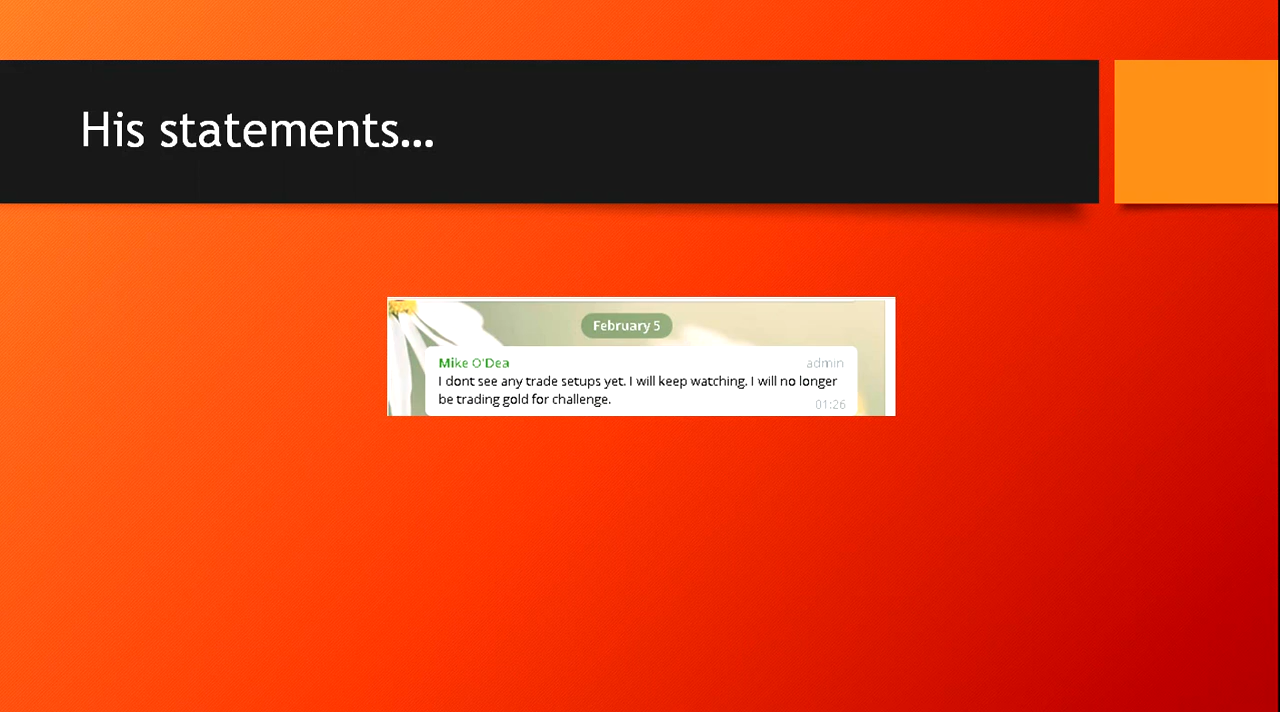 His statements...
February 5
Mike O'Dea admin
I dont see any trade setups yet. I will keep watching. I will no longer
be trading gold for challenge.
01:26